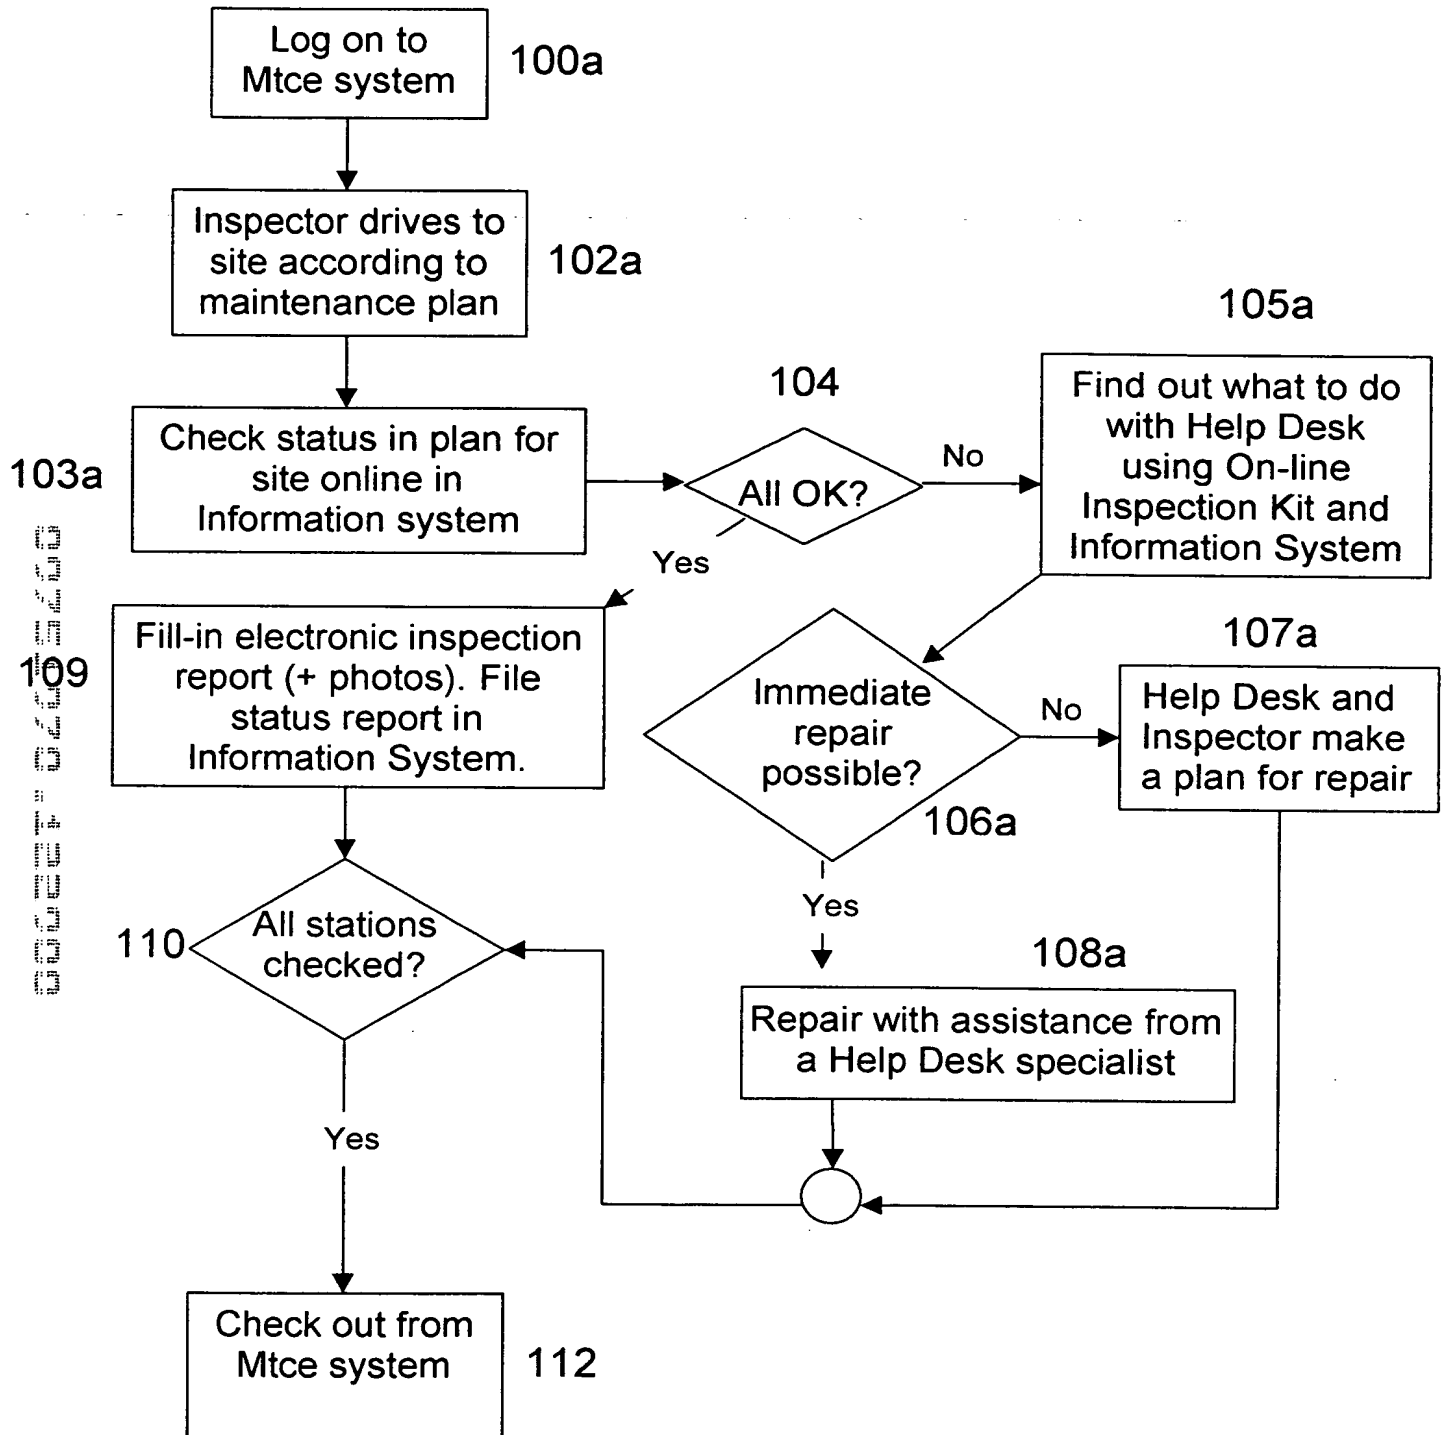 Log on to
Mtce system
100a
Inspector drives to
site according to
maintenance plan
102a
103a
Check status in plan for
site online in
Information system
104
All OK?
No
Yes
105a
Find out what to do
with Help Desk
using On-line
Inspection Kit and
Information System
109
Fill-in electronic inspection
report (+ photos). File
status report in
Information System.
Immediate
repair
possible?
106a
No
107a
Help Desk and
Inspector make
a plan for repair
Yes
108a
Repair with assistance from
a Help Desk specialist
110
All stations
checked?
Yes
Check out from
Mtce system
112